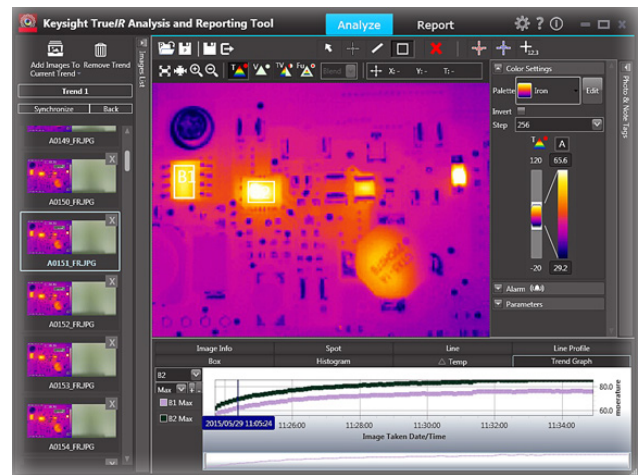 Keysight TrueIR Analysis and Reporting Tool
Analyze
Report
Add Images To Current Trend
Remove Trend
Trend 1
Synchronize
Back
A0149_FR.JPG
A0150_FR.JPG
A0151_FR.JPG
A0152_FR.JPG
A0153_FR.JPG
A0154_FR.JPG
Images List
12.3
Blend
X: -
Y: -
T: -
B1
Color Settings
Palette
Iron
Edit
Invert
Step
256
A
120
65.6
-20
29.2
Alarm
Parameters
Photo & Note Tags
Image Info
Spot
Line
Line Profile
Box
Histogram
△ Temp
Trend Graph
B2
Max
B1 Max
B2 Max
2015/05/29 11:05:24
11:26:00
11:28:00
11:30:00
11:32:00
11:34:00
Image Taken Date/Time
80.0
60.0